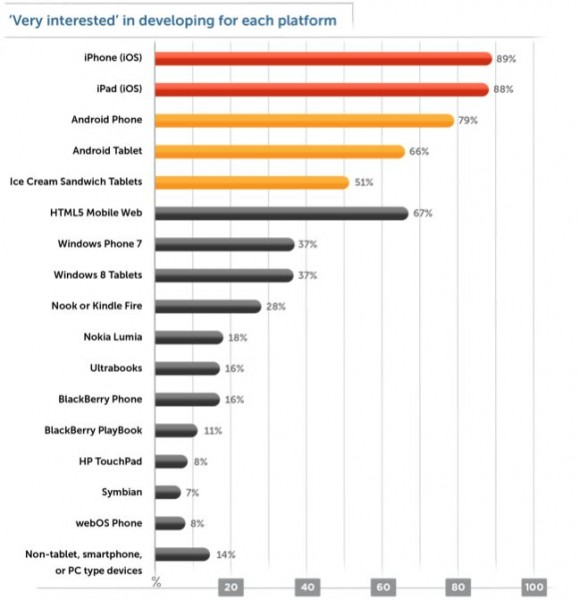 'Very interested' in developing for each platform
iPhone (iOS) 89%
iPad (iOS) 88%
Android Phone 79%
Android Tablet 66%
Ice Cream Sandwich Tablets 51%
HTML5 Mobile Web 67%
Windows Phone 7 37%
Windows 8 Tablets 37%
Nook or Kindle Fire 28%
Nokia Lumia 18%
Ultrabooks 16%
BlackBerry Phone 16%
BlackBerry PlayBook 11%
HP TouchPad 8%
Symbian 7%
webOS Phone 8%
Non-tablet, smartphone, 14%
or PC type devices
% 20 40 60 80 100